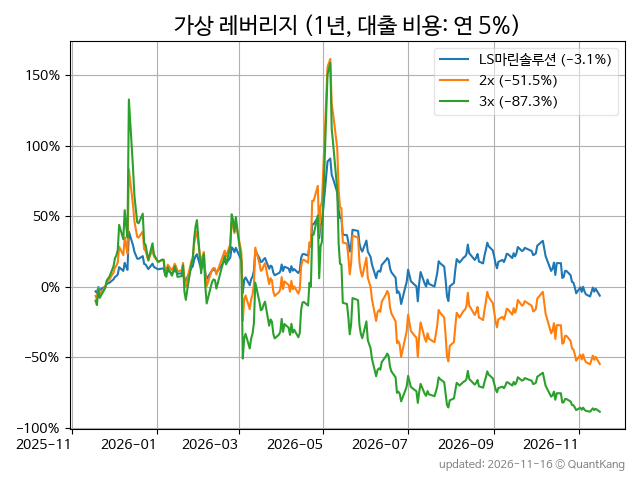 가상 레버리지 (1년, 대출 비용: 연 5%)
LS마린솔루션 (−3.1%)
2x (−51.5%)
3x (−87.3%)
150%
100%
50%
0%
−50%
−100%
2025-11 2026-01 2026-03 2026-05 2026-07 2026-09 2026-11
updated: 2026-11-16 © QuantKang